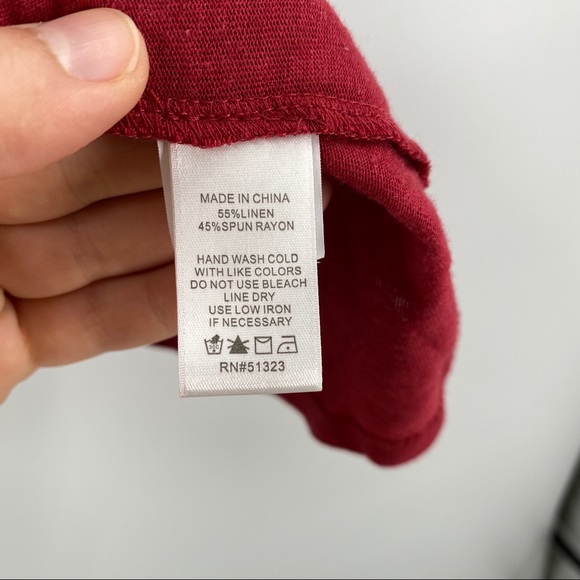 MADE IN CHINA
55%LINEN
45%SPUN RAYON
HAND WASH COLD
WITH LIKE COLORS
DO NOT USE BLEACH
LINE DRY
USE LOW IRON
IF NECESSARY
RN#51323